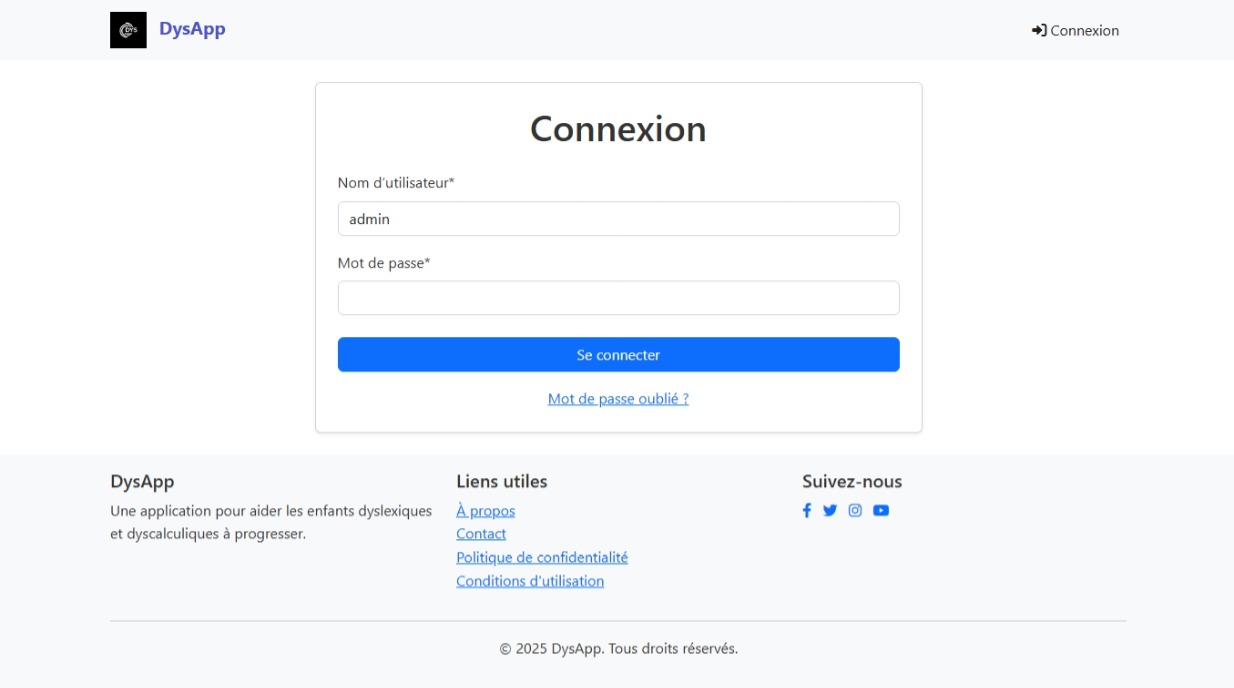 DYS
DysApp
Connexion
Connexion
Nom d'utilisateur*
admin
Mot de passe*
Se connecter
Mot de passe oublié ?
DysApp
Une application pour aider les enfants dyslexiques
et dyscalculiques à progresser.
Liens utiles
À propos
Contact
Politique de confidentialité
Conditions d'utilisation
Suivez-nous
© 2025 DysApp. Tous droits réservés.